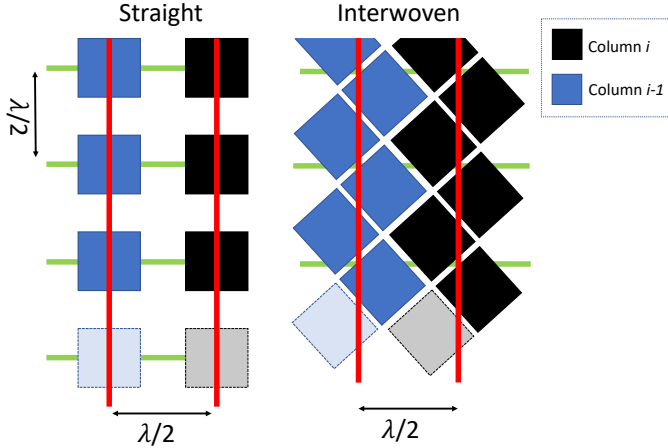 Straight
Interwoven
Column i
Column i-1
λ/2
λ/2
λ/2